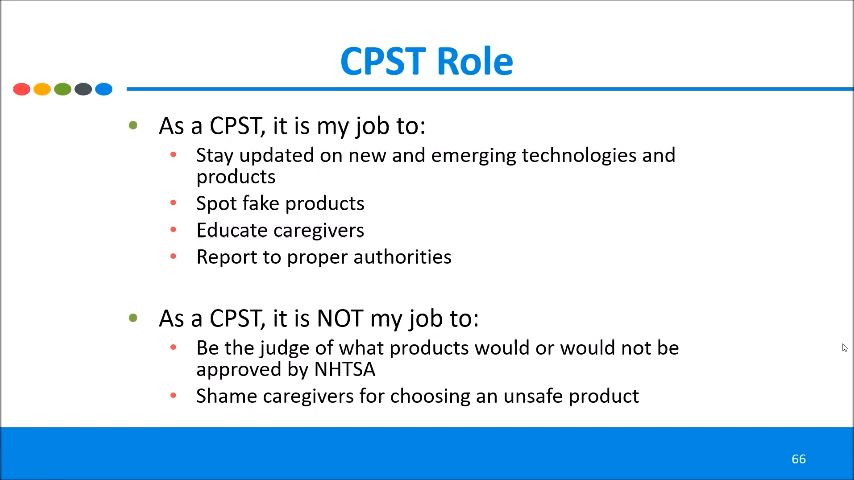 CPST Role
• As a CPST, it is my job to:
• Stay updated on new and emerging technologies and
products
• Spot fake products
• Educate caregivers
• Report to proper authorities
• As a CPST, it is NOT my job to:
• Be the judge of what products would or would not be
approved by NHTSA
• Shame caregivers for choosing an unsafe product
66